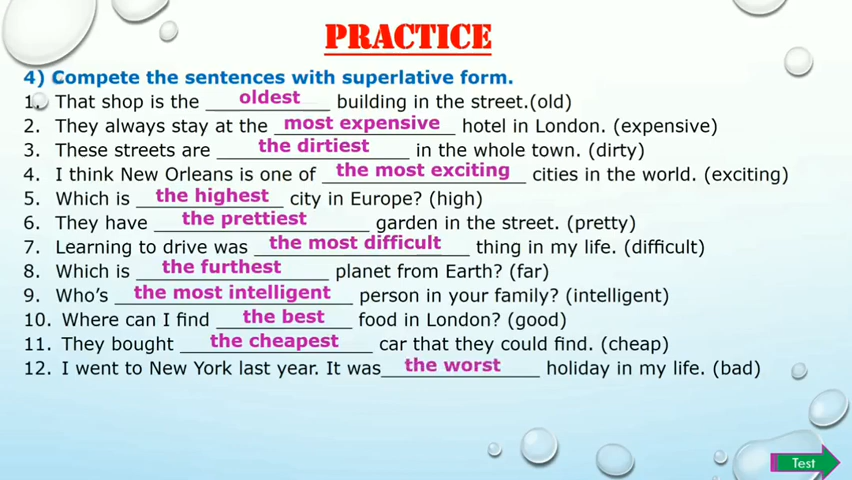 PRACTICE
4) Compete the sentences with superlative form.
1. That shop is the oldest building in the street.(old)
2. They always stay at the most expensive hotel in London. (expensive)
3. These streets are the dirtiest in the whole town. (dirty)
4. I think New Orleans is one of the most exciting cities in the world. (exciting)
5. Which is the highest city in Europe? (high)
6. They have the prettiest garden in the street. (pretty)
7. Learning to drive was the most difficult thing in my life. (difficult)
8. Which is the furthest planet from Earth? (far)
9. Who's the most intelligent person in your family? (intelligent)
10. Where can I find the best food in London? (good)
11. They bought the cheapest car that they could find. (cheap)
12. I went to New York last year. It was the worst holiday in my life. (bad)
Test